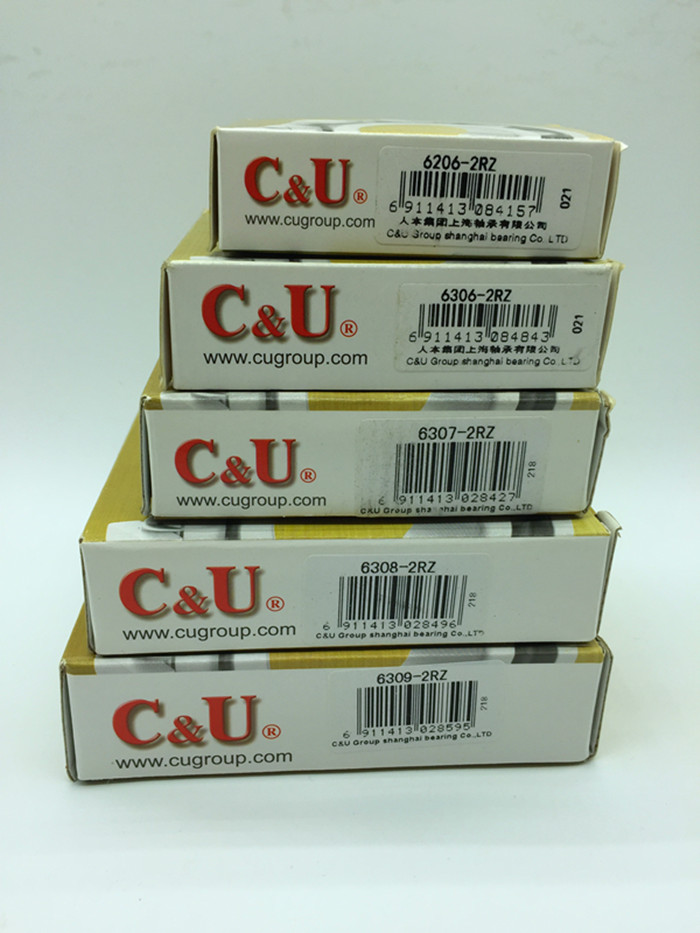 C&U®
www.cugroup.com
6206-2RZ
6 911413 084157
021
人本集团上海轴承有限公司
C&U Group shanghai bearing Co.,LTD
C&U®
www.cugroup.com
6306-2RZ
6 911413 084843
021
人本集团上海轴承有限公司
C&U Group shanghai bearing Co.,LTD
C&U®
www.cugroup.com
6307-2RZ
6 911413 028427
218
C&U Group shanghai bearing Co.,LTD
C&U®
www.cugroup.com
6308-2RZ
6 911413 028496
218
C&U Group shanghai bearing Co.,LTD
C&U®
www.cugroup.com
6309-2RZ
6 911413 028595
218
C&U Group shanghai bearing Co.,LTD